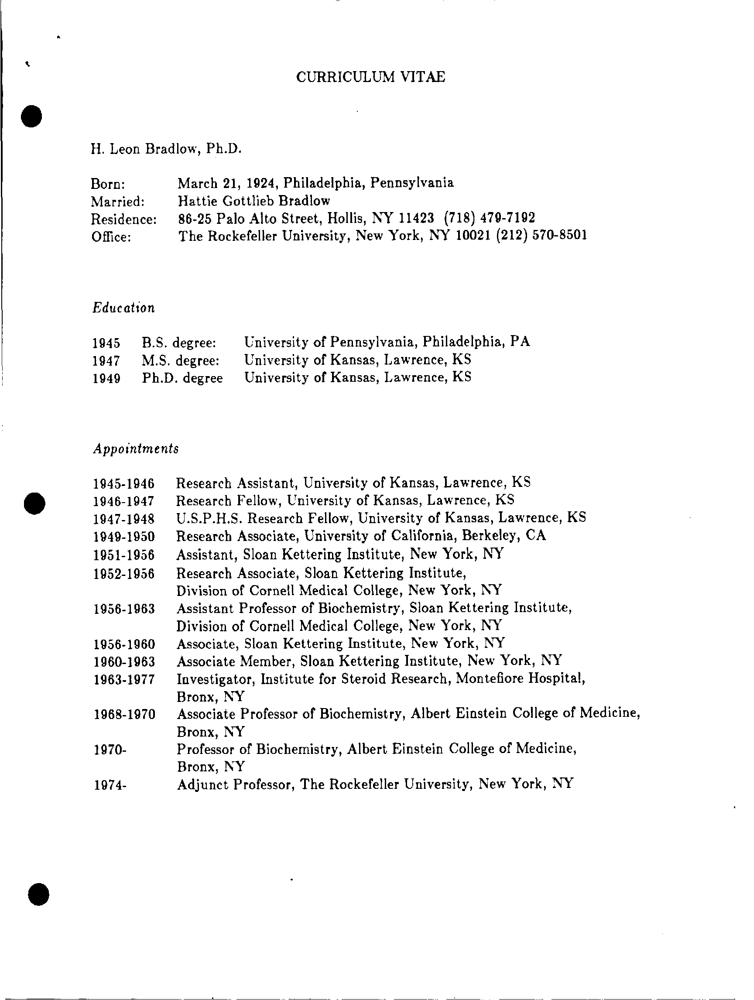 CURRICULUM VITAE
H. Leon Bradlow, Ph.D.
Born: March 21, 1924, Philadelphia, Pennsylvania
Married: Hattie Gottlieb Bradlow
Residence: 86-25 Palo Alto Street, Hollis, NY 11423 (718) 479-7192
Office: The Rockefeller University, New York, NY 10021 (212) 570-8501
Education
1945 B.S. degree: University of Pennsylvania, Philadelphia, PA
1947 M.S. degree: University of Kansas, Lawrence, KS
1949 Ph.D. degree University of Kansas, Lawrence, KS
Appointments
1945-1946 Research Assistant, University of Kansas, Lawrence, KS
1946-1947 Research Fellow, University of Kansas, Lawrence, KS
1947-1948 U.S.P.H.S. Research Fellow, University of Kansas, Lawrence, KS
1949-1950 Research Associate, University of California, Berkeley, CA
1951-1956 Assistant, Sloan Kettering Institute, New York, NY
1952-1956 Research Associate, Sloan Kettering Institute,
Division of Cornell Medical College, New York, NY
1956-1963 Assistant Professor of Biochemistry, Sloan Kettering Institute,
Division of Cornell Medical College, New York, NY
1956-1960 Associate, Sloan Kettering Institute, New York, NY
1960-1963 Associate Member, Sloan Kettering Institute, New York, NY
1963-1977 Investigator, Institute for Steroid Research, Montefiore Hospital,
Bronx, NY
1968-1970 Associate Professor of Biochemistry, Albert Einstein College of Medicine,
Bronx, NY
1970- Professor of Biochemistry, Albert Einstein College of Medicine,
Bronx, NY
1974- Adjunct Professor, The Rockefeller University, New York, NY